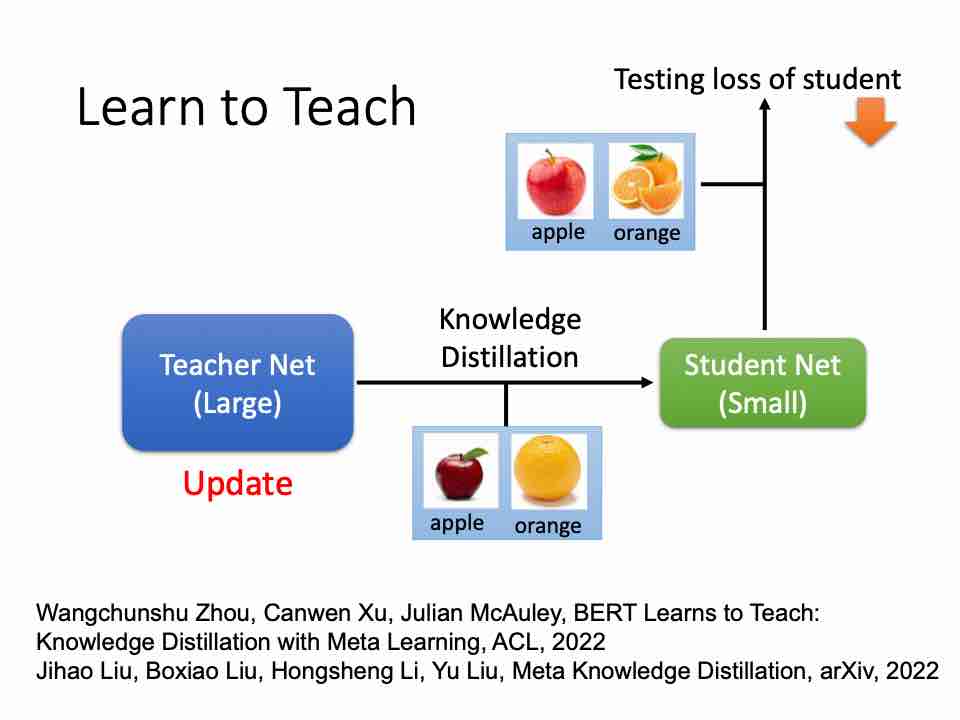 Learn to Teach
Testing loss of student
apple
orange
Knowledge
Distillation
Teacher Net
(Large)
Student Net
(Small)
Update
apple
orange
Wangchunshu Zhou, Canwen Xu, Julian McAuley, BERT Learns to Teach:
Knowledge Distillation with Meta Learning, ACL, 2022
Jihao Liu, Boxiao Liu, Hongsheng Li, Yu Liu, Meta Knowledge Distillation, arXiv, 2022